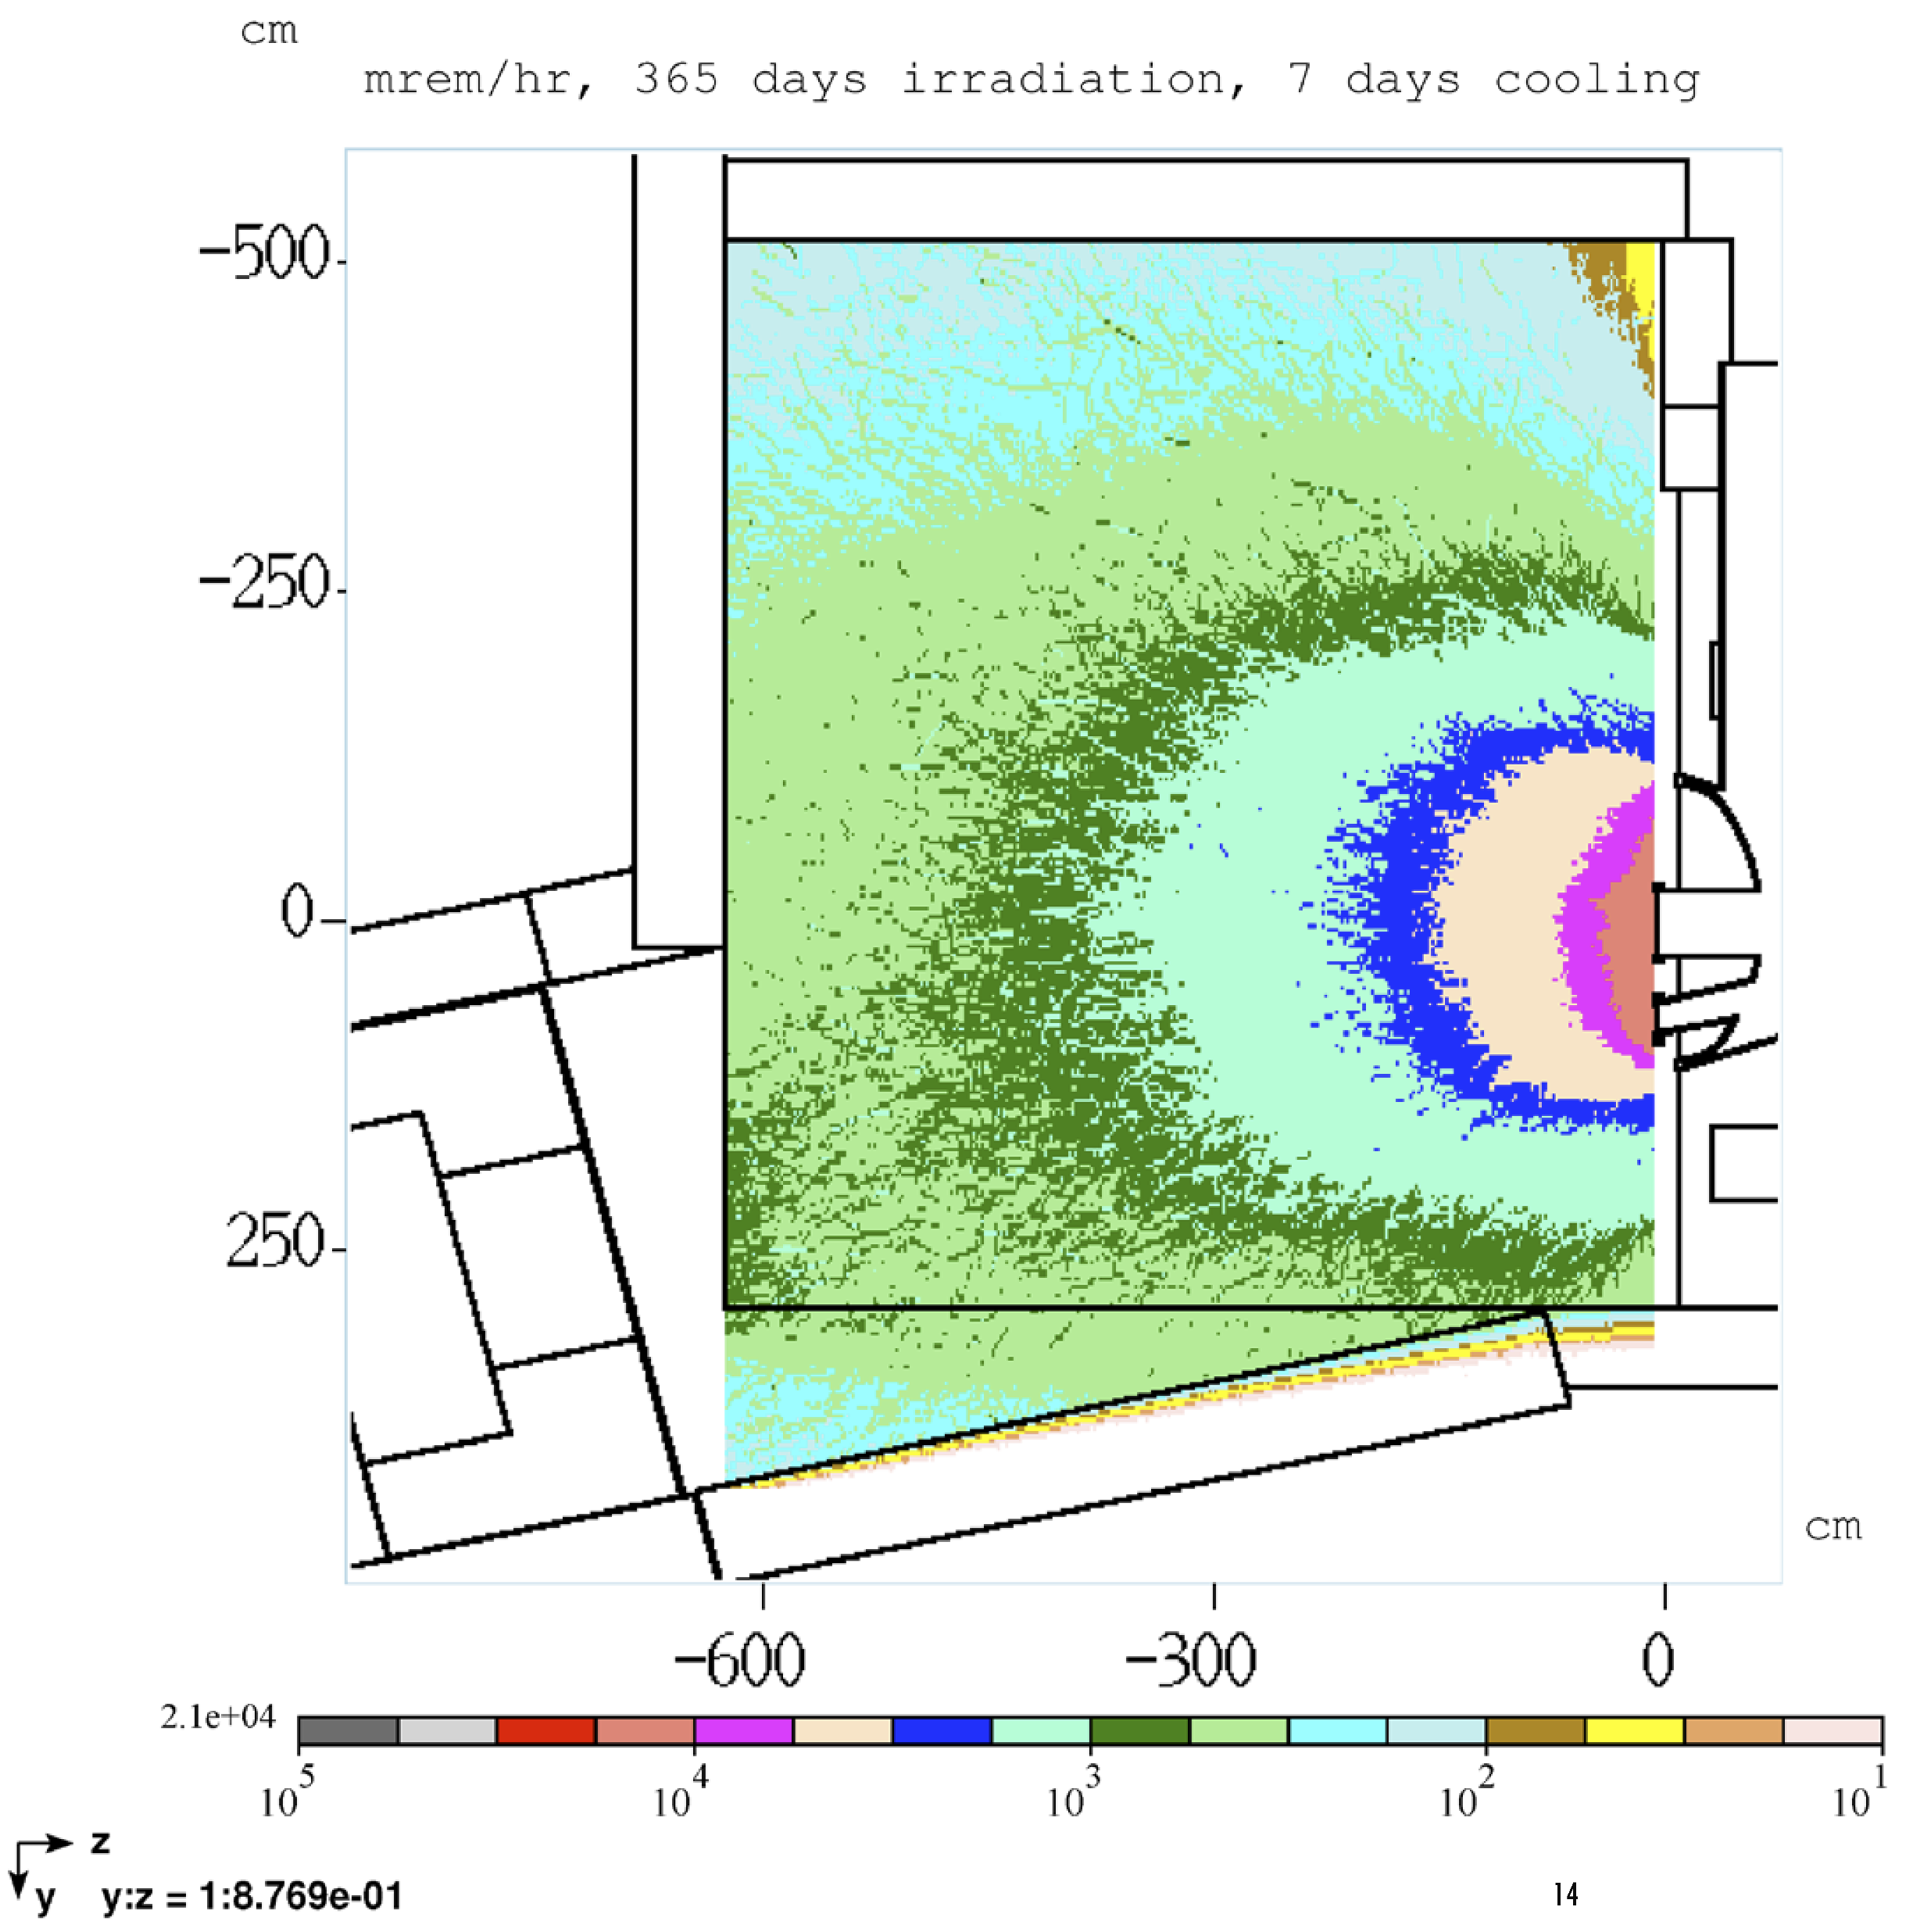 cm
mrem/hr, 365 days irradiation, 7 days cooling
−500
−250
0
250
cm
−600 −300 0
2.1e+04
10^5 10^4 10^3 10^2 10^1
z
y y:z = 1:8.769e-01
14